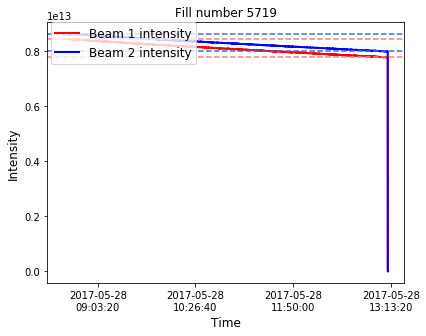 Fill number 5719
1e13
Beam 1 intensity
Beam 2 intensity
0.8
0.6
0.4
0.2
0.0
Intensity
2017-05-28
09:03:20
2017-05-28
10:26:40
2017-05-28
11:50:00
2017-05-28
13:13:20
Time